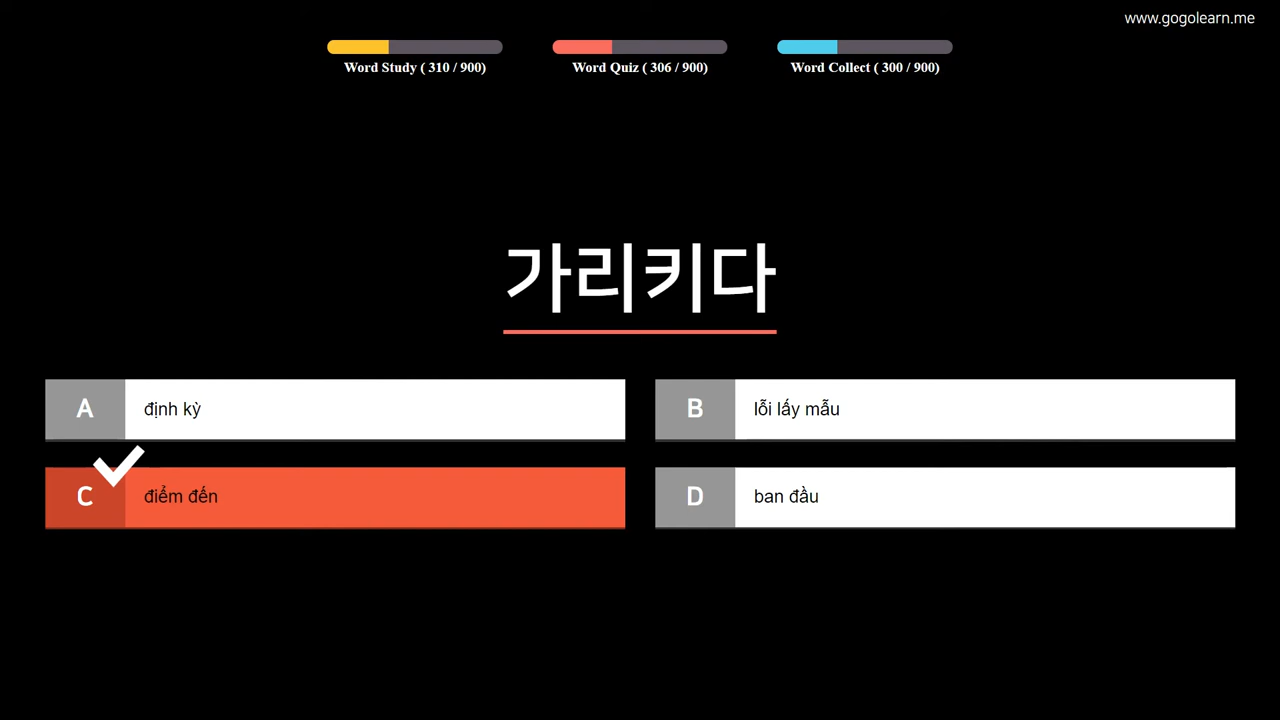 www.gogolearn.me
Word Study ( 310 / 900)
Word Quiz ( 306 / 900)
Word Collect ( 300 / 900)
가리키다
A định kỳ
B lỗi lấy mẫu
C điểm đến
D ban đầu